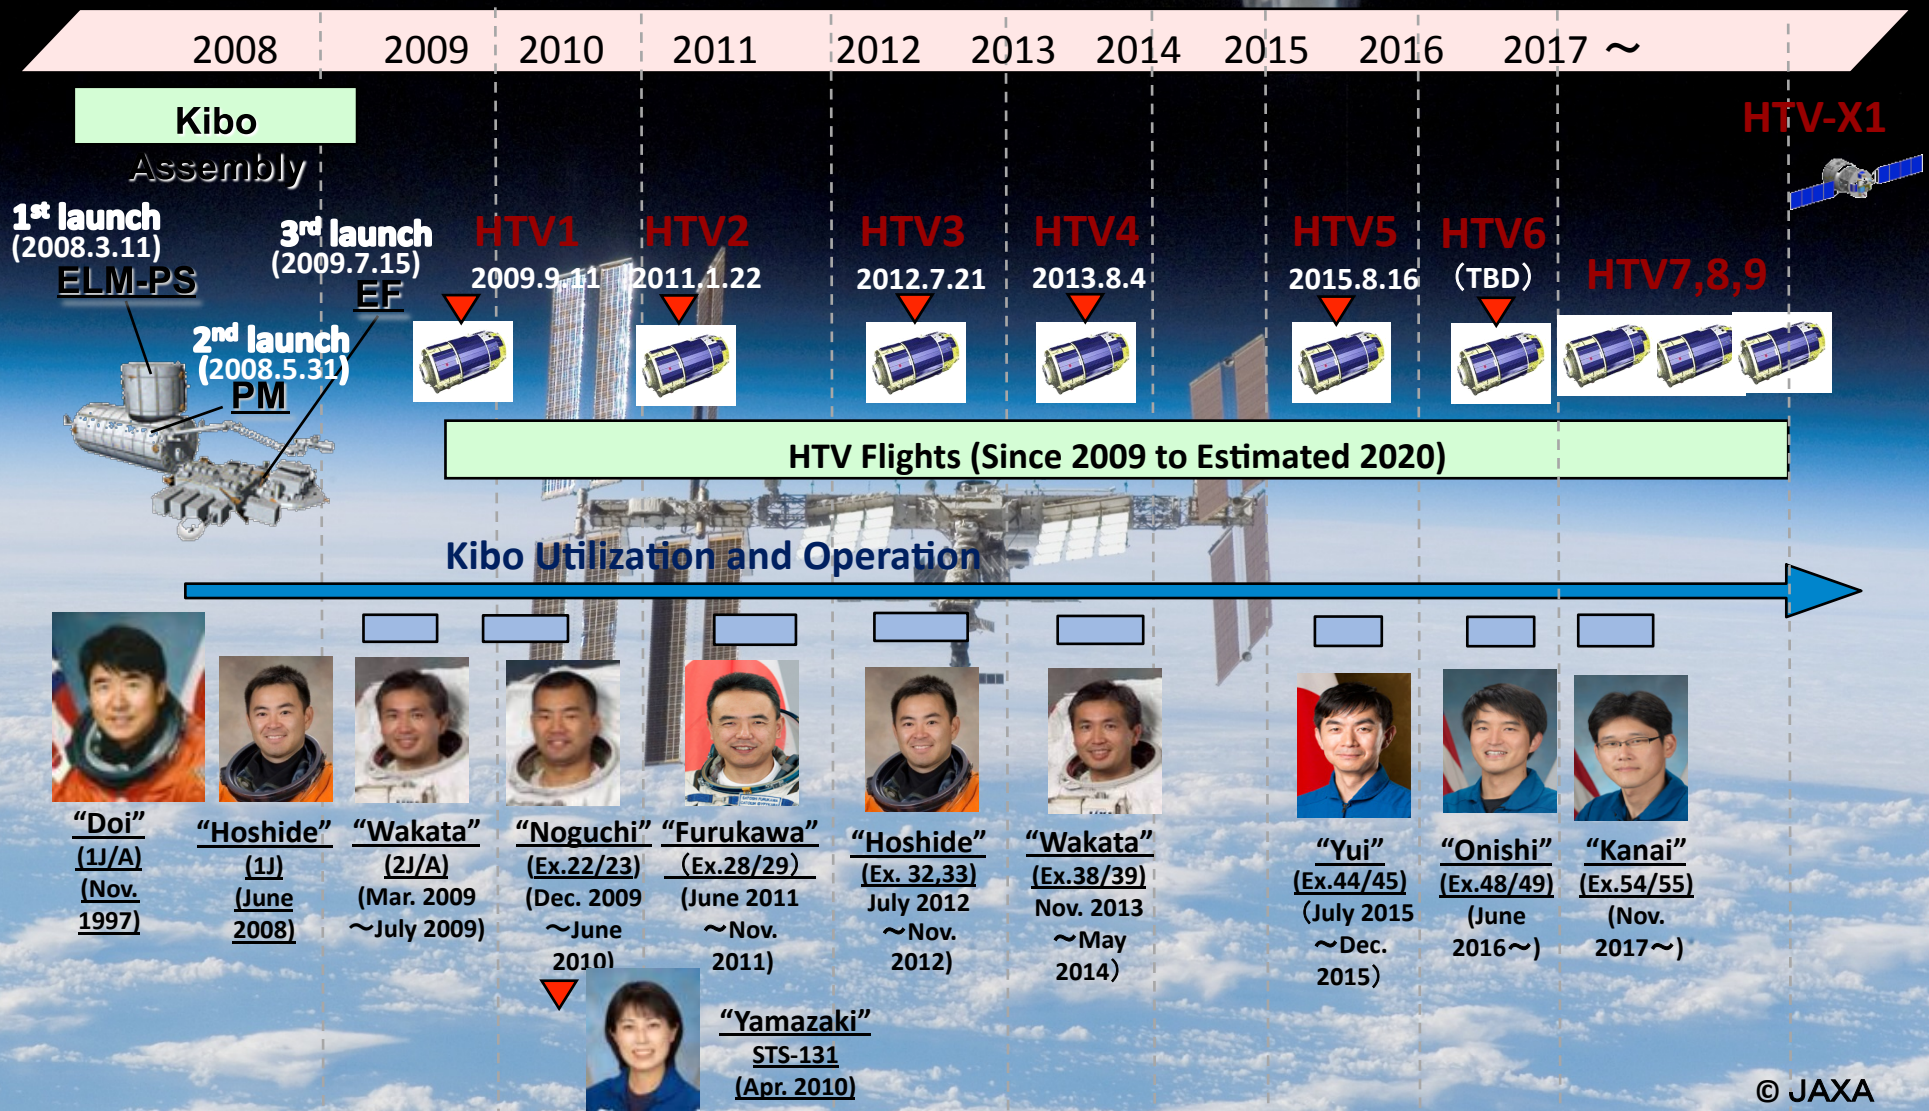 2008 2009 2010 2011 2012 2013 2014 2015 2016 2017 ～
Kibo
Assembly
HTV-X1
1st launch
(2008.3.11)
ELM-PS
2nd launch
(2008.5.31)
PM
3rd launch
(2009.7.15)
EF
HTV1
2009.9.11
HTV2
2011.1.22
HTV3
2012.7.21
HTV4
2013.8.4
HTV5
2015.8.16
HTV6
（TBD）
HTV7,8,9
HTV Flights (Since 2009 to Estimated 2020)
Kibo Utilization and Operation
“Doi”
(1J/A)
(Nov.
1997)
“Hoshide”
(1J)
(June
2008)
“Wakata”
(2J/A)
(Mar. 2009
～July 2009)
“Noguchi”
(Ex.22/23)
(Dec. 2009
～June
2010)
“Furukawa”
（Ex.28/29）
(June 2011
～Nov.
2011)
“Hoshide”
(Ex. 32,33)
July 2012
～Nov.
2012)
“Wakata”
(Ex.38/39)
Nov. 2013
～May
2014）
“Yui”
(Ex.44/45)
（July 2015
～Dec.
2015）
“Onishi”
(Ex.48/49)
(June
2016～)
“Kanai”
(Ex.54/55)
(Nov.
2017～)
“Yamazaki”
STS-131
(Apr. 2010)
© JAXA